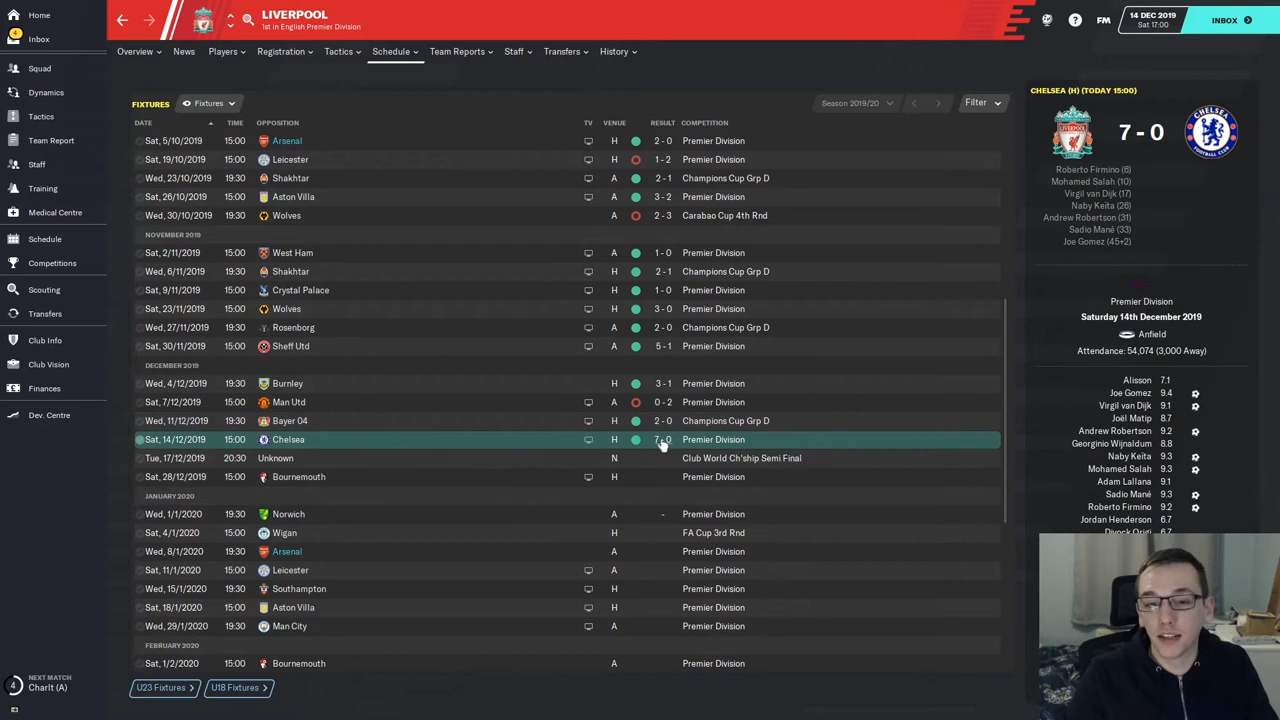 Home
4
Inbox
Squad
Dynamics
Tactics
Team Report
Staff
Training
Medical Centre
Schedule
Competitions
Scouting
Transfers
Club Info
Club Vision
Finances
Dev. Centre
4
NEXT MATCH
Charlt (A)
LIVERPOOL
1st in English Premier Division
? FM
14 DEC 2019
Sat 17:00
INBOX
Overview News Players Registration Tactics Schedule Team Reports Staff Transfers History
FIXTURES Fixtures Season 2019/20 Filter
DATE TIME OPPOSITION TV VENUE RESULT COMPETITION
Sat, 5/10/2019 15:00 Arsenal H 2 - 0 Premier Division
Sat, 19/10/2019 15:00 Leicester H 1 - 2 Premier Division
Wed, 23/10/2019 19:30 Shakhtar A 2 - 1 Champions Cup Grp D
Sat, 26/10/2019 15:00 Aston Villa A 3 - 2 Premier Division
Wed, 30/10/2019 19:30 Wolves A 2 - 3 Carabao Cup 4th Rnd
NOVEMBER 2019
Sat, 2/11/2019 15:00 West Ham A 1 - 0 Premier Division
Wed, 6/11/2019 19:30 Shakhtar H 2 - 1 Champions Cup Grp D
Sat, 9/11/2019 15:00 Crystal Palace H 1 - 0 Premier Division
Sat, 23/11/2019 15:00 Wolves H 3 - 0 Premier Division
Wed, 27/11/2019 19:30 Rosenborg A 2 - 0 Champions Cup Grp D
Sat, 30/11/2019 15:00 Sheff Utd A 5 - 1 Premier Division
DECEMBER 2019
Wed, 4/12/2019 19:30 Burnley H 3 - 1 Premier Division
Sat, 7/12/2019 15:00 Man Utd A 0 - 2 Premier Division
Wed, 11/12/2019 19:30 Bayer 04 H 2 - 0 Champions Cup Grp D
Sat, 14/12/2019 15:00 Chelsea H 7 - 0 Premier Division
Tue, 17/12/2019 20:30 Unknown N Club World Ch'ship Semi Final
Sat, 28/12/2019 15:00 Bournemouth H Premier Division
JANUARY 2020
Wed, 1/1/2020 19:30 Norwich A - Premier Division
Sat, 4/1/2020 15:00 Wigan H FA Cup 3rd Rnd
Wed, 8/1/2020 19:30 Arsenal A Premier Division
Sat, 11/1/2020 15:00 Leicester A Premier Division
Wed, 15/1/2020 19:30 Southampton H Premier Division
Sat, 18/1/2020 15:00 Aston Villa H Premier Division
Wed, 29/1/2020 19:30 Man City A Premier Division
FEBRUARY 2020
Sat, 1/2/2020 15:00 Bournemouth A Premier Division
U23 Fixtures U18 Fixtures
CHELSEA (H) (TODAY 15:00)
7 - 0
Roberto Firmino (6)
Mohamed Salah (10)
Virgil van Dijk (17)
Naby Keïta (26)
Andrew Robertson (31)
Sadio Mané (33)
Joe Gomez (45+2)
Premier Division
Saturday 14th December 2019
Anfield
Attendance: 54,074 (3,000 Away)
Alisson 7.1
Joe Gomez 9.4
Virgil van Dijk 9.1
Joël Matip 8.7
Andrew Robertson 9.2
Georginio Wijnaldum 8.8
Naby Keïta 9.3
Mohamed Salah 9.3
Adam Lallana 9.1
Sadio Mané 9.3
Roberto Firmino 9.2
Jordan Henderson 6.7
Divock Origi 6.7